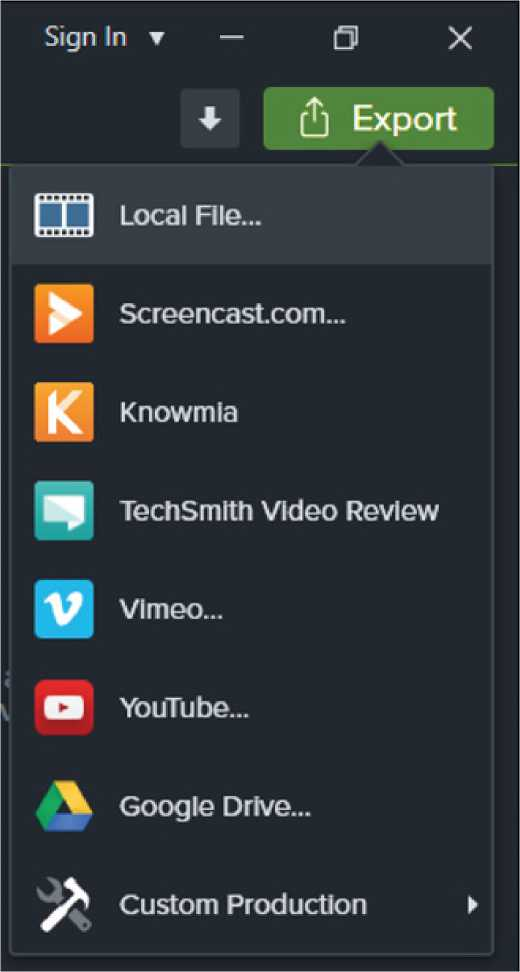 Sign In
Export
Local File...
Screencast.com...
Knowmia
TechSmith Video Review
Vimeo...
YouTube...
Google Drive...
Custom Production